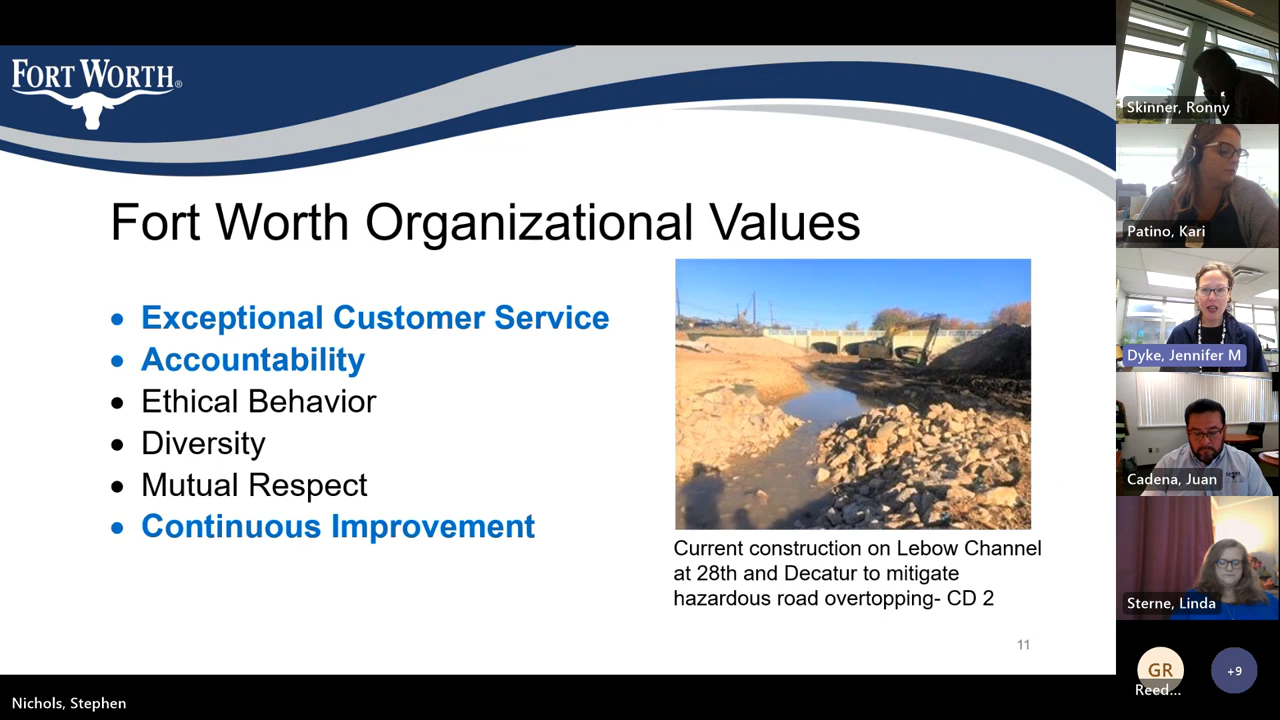 FORT WORTH®
Fort Worth Organizational Values
• Exceptional Customer Service
• Accountability
• Ethical Behavior
• Diversity
• Mutual Respect
• Continuous Improvement
Current construction on Lebow Channel
at 28th and Decatur to mitigate
hazardous road overtopping- CD 2
11
Nichols, Stephen
Skinner, Ronny
Patino, Kari
Dyke, Jennifer M
Cadena, Juan
Sterne, Linda
GR
Reed...
+9